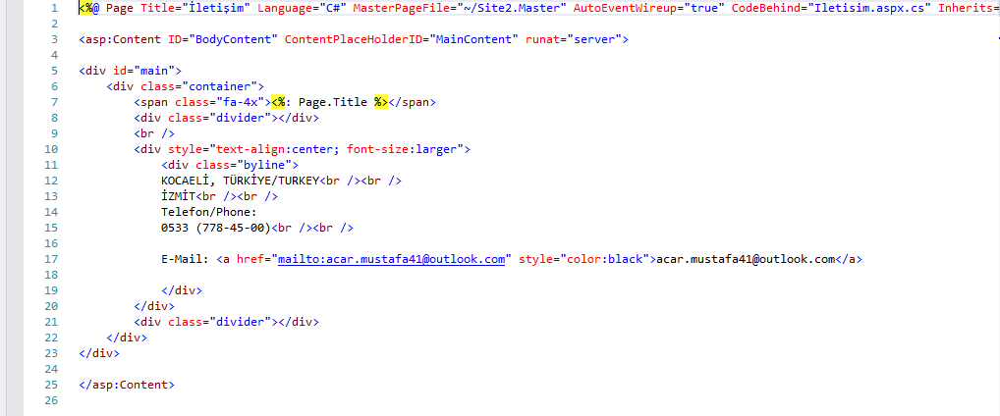 1 <%@ Page Title="İletişim" Language="C#" MasterPageFile="~/Site2.Master" AutoEventWireup="true" CodeBehind="Iletisim.aspx.cs" Inherits=
2
3 <asp:Content ID="BodyContent" ContentPlaceHolderID="MainContent" runat="server">
4
5 <div id="main">
6 <div class="container">
7 <span class="fa-4x"><%: Page.Title %></span>
8 <div class="divider"></div>
9 <br />
10 <div style="text-align:center; font-size:larger">
11 <div class="byline">
12 KOCAELİ, TÜRKİYE/TURKEY<br /><br />
13 İZMİT<br /><br />
14 Telefon/Phone:
15 0533 (778-45-00)<br /><br />
16
17 E-Mail: <a href="mailto:acar.mustafa41@outlook.com" style="color:black">acar.mustafa41@outlook.com</a>
18
19 </div>
20 </div>
21 <div class="divider"></div>
22 </div>
23 </div>
24
25 </asp:Content>
26